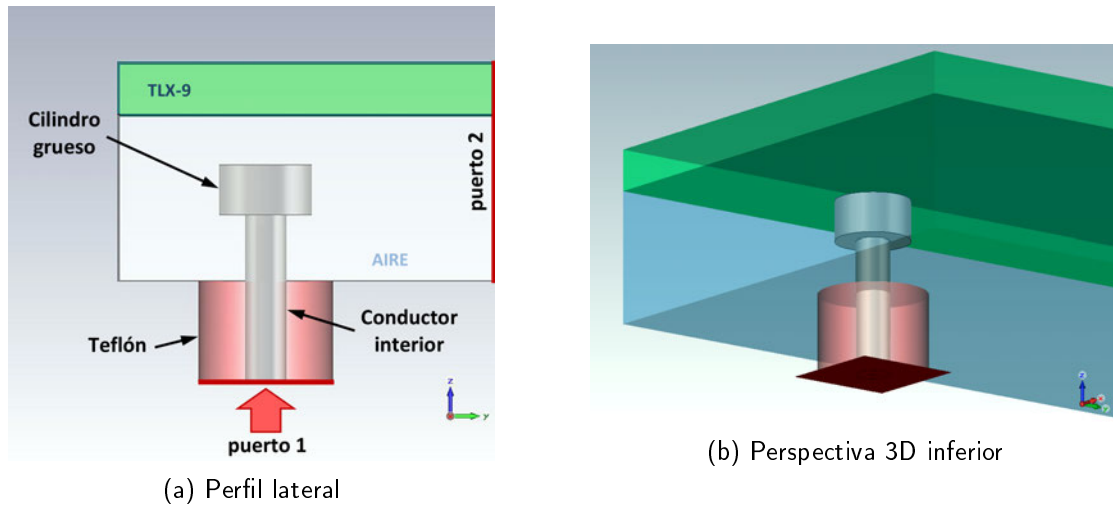 TLX-9
Cilindro
grueso
puerto 2
AIRE
Teflón
Conductor
interior
z
y
puerto 1
(a) Perfil lateral
(b) Perspectiva 3D inferior